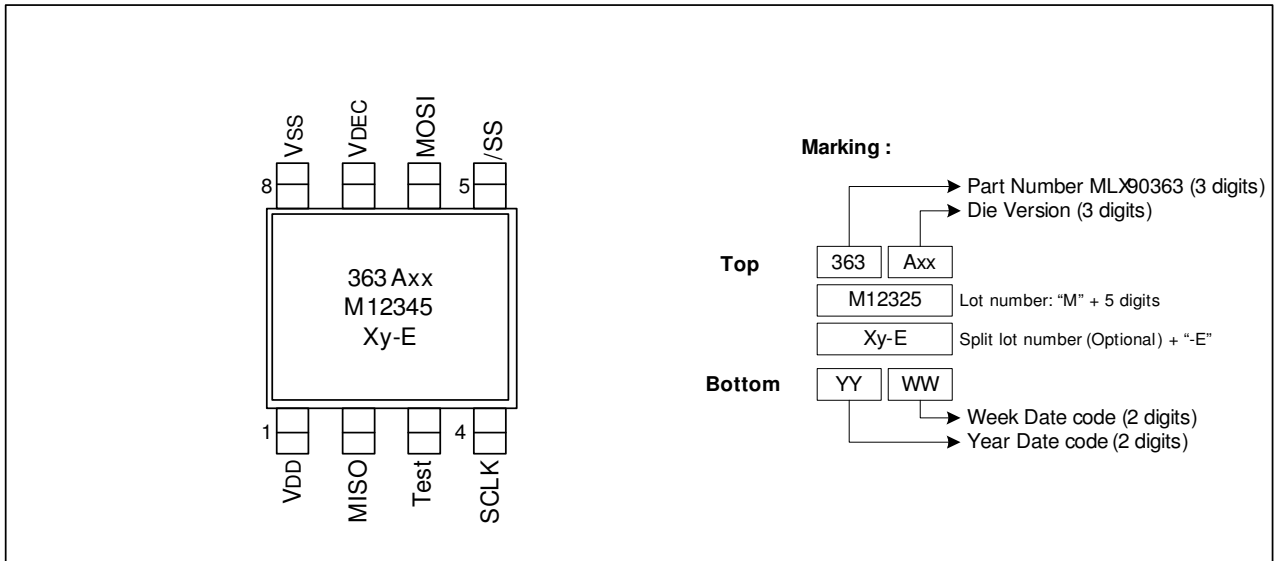 VSS VDEC MOSI /SS
8 5
363 Axx
M12345
Xy-E
1 4
VDD MISO Test SCLK
Marking :
Part Number MLX90363 (3 digits)
Die Version (3 digits)
Top 363 Axx
M12325 Lot number: “M” + 5 digits
Xy-E Split lot number (Optional) + “-E”
Bottom YY WW
Week Date code (2 digits)
Year Date code (2 digits)